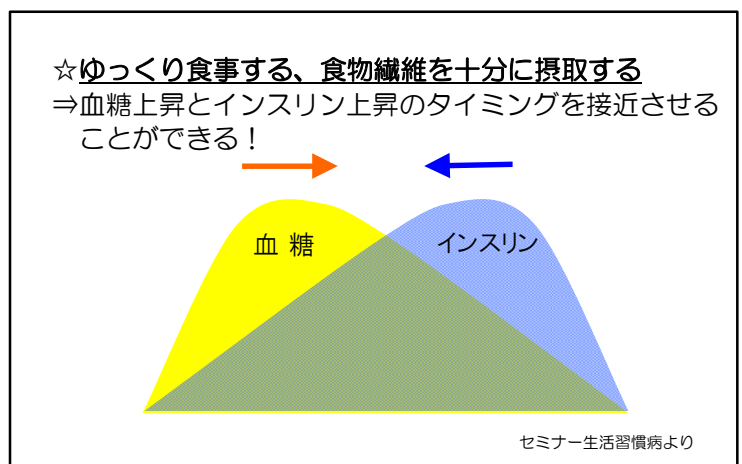 ☆ゆっくり食事する、食物繊維を十分に摂取する
⇒血糖上昇とインスリン上昇のタイミングを接近させる
ことができる！
血 糖
インスリン
セミナー生活習慣病より